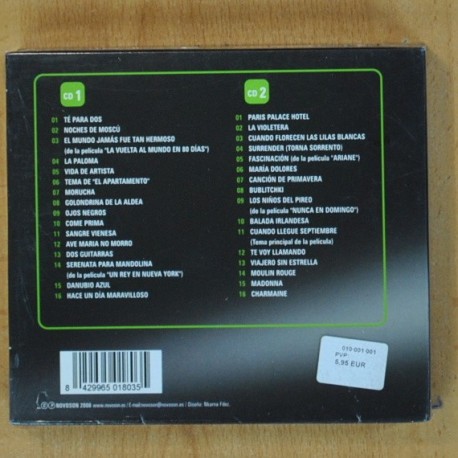 CD 1
01 TÉ PARA DOS
02 NOCHES DE MOSCÚ
03 EL MUNDO JAMÁS FUE TAN HERMOSO
(de la película "LA VUELTA AL MUNDO EN 80 DÍAS")
04 LA PALOMA
05 VIDA DE ARTISTA
06 TEMA DE "EL APARTAMENTO"
07 MORUCHA
08 GOLONDRINA DE LA ALDEA
09 OJOS NEGROS
10 COME PRIMA
11 SANGRE VIENESA
12 AVE MARIA NO MORRO
13 DOS GUITARRAS
14 SERENATA PARA MANDOLINA
(de la película "UN REY EN NUEVA YORK")
15 DANUBIO AZUL
16 HACE UN DÍA MARAVILLOSO
CD 2
01 PARIS PALACE HOTEL
02 LA VIOLETERA
03 CUANDO FLORECEN LAS LILAS BLANCAS
04 SURRENDER (TORNA SORRENTO)
05 FASCINACIÓN (de la película "ARIANE")
06 MARÍA DOLORES
07 CANCIÓN DE PRIMAVERA
08 BUBLITCHKI
09 LOS NIÑOS DEL PIREO
(de la película "NUNCA EN DOMINGO")
10 BALADA IRLANDESA
11 CUANDO LLEGUE SEPTIEMBRE
(Tema principal de la película)
12 TE VOY LLAMANDO
13 VIAJERO SIN ESTRELLA
14 MOULIN ROUGE
15 MADONNA
16 CHARMAINE
8 429965 018035
NOVOSON 2006 www.novoson.es
PVP
5,95 EUR